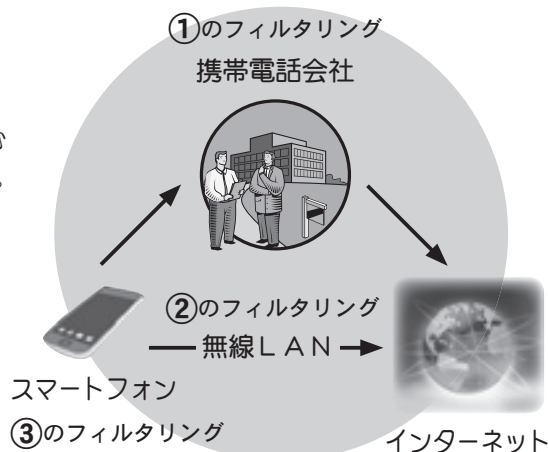 ①のフィルタリング
携帯電話会社
②のフィルタリング
無線LAN
スマートフォン
③のフィルタリング
インターネット